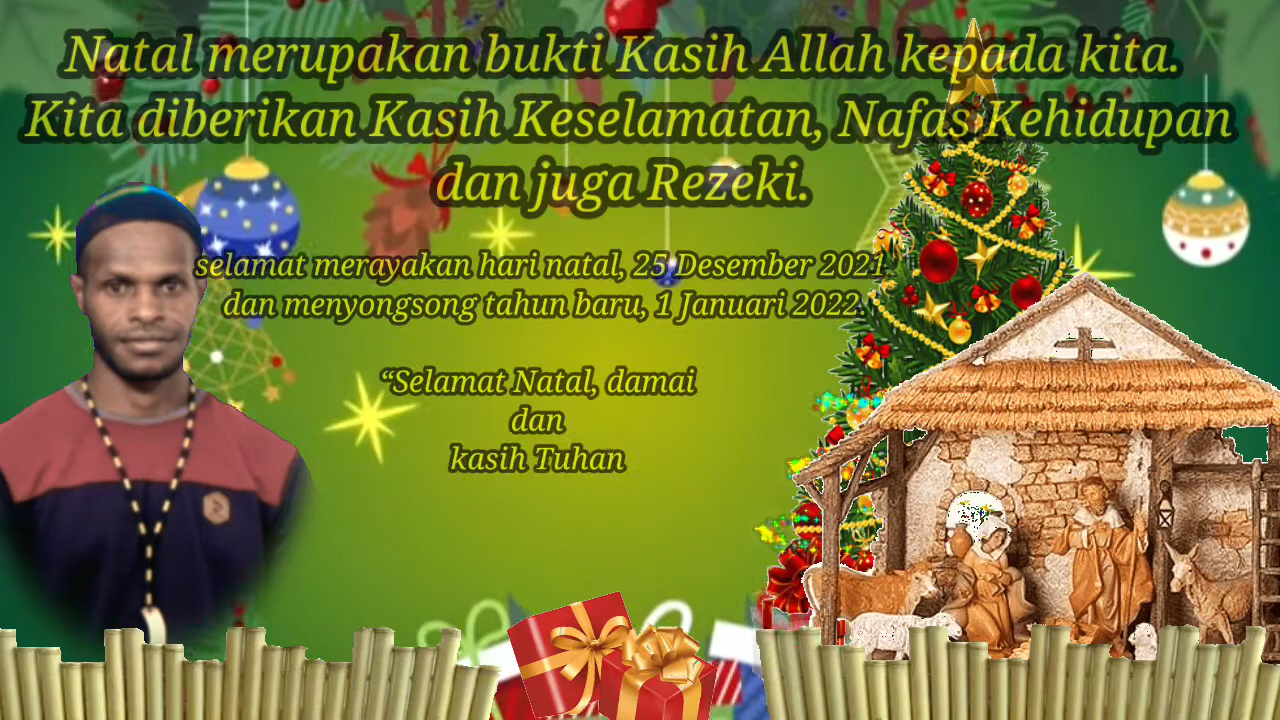 Natal merupakan bukti Kasih Allah kepada kita.
Kita diberikan Kasih Keselamatan, Nafas Kehidupan
dan juga Rezeki.
selamat merayakan hari natal, 25 Desember 2021
dan menyongsong tahun baru, 1 Januari 2022.
“Selamat Natal, damai
dan
kasih Tuhan